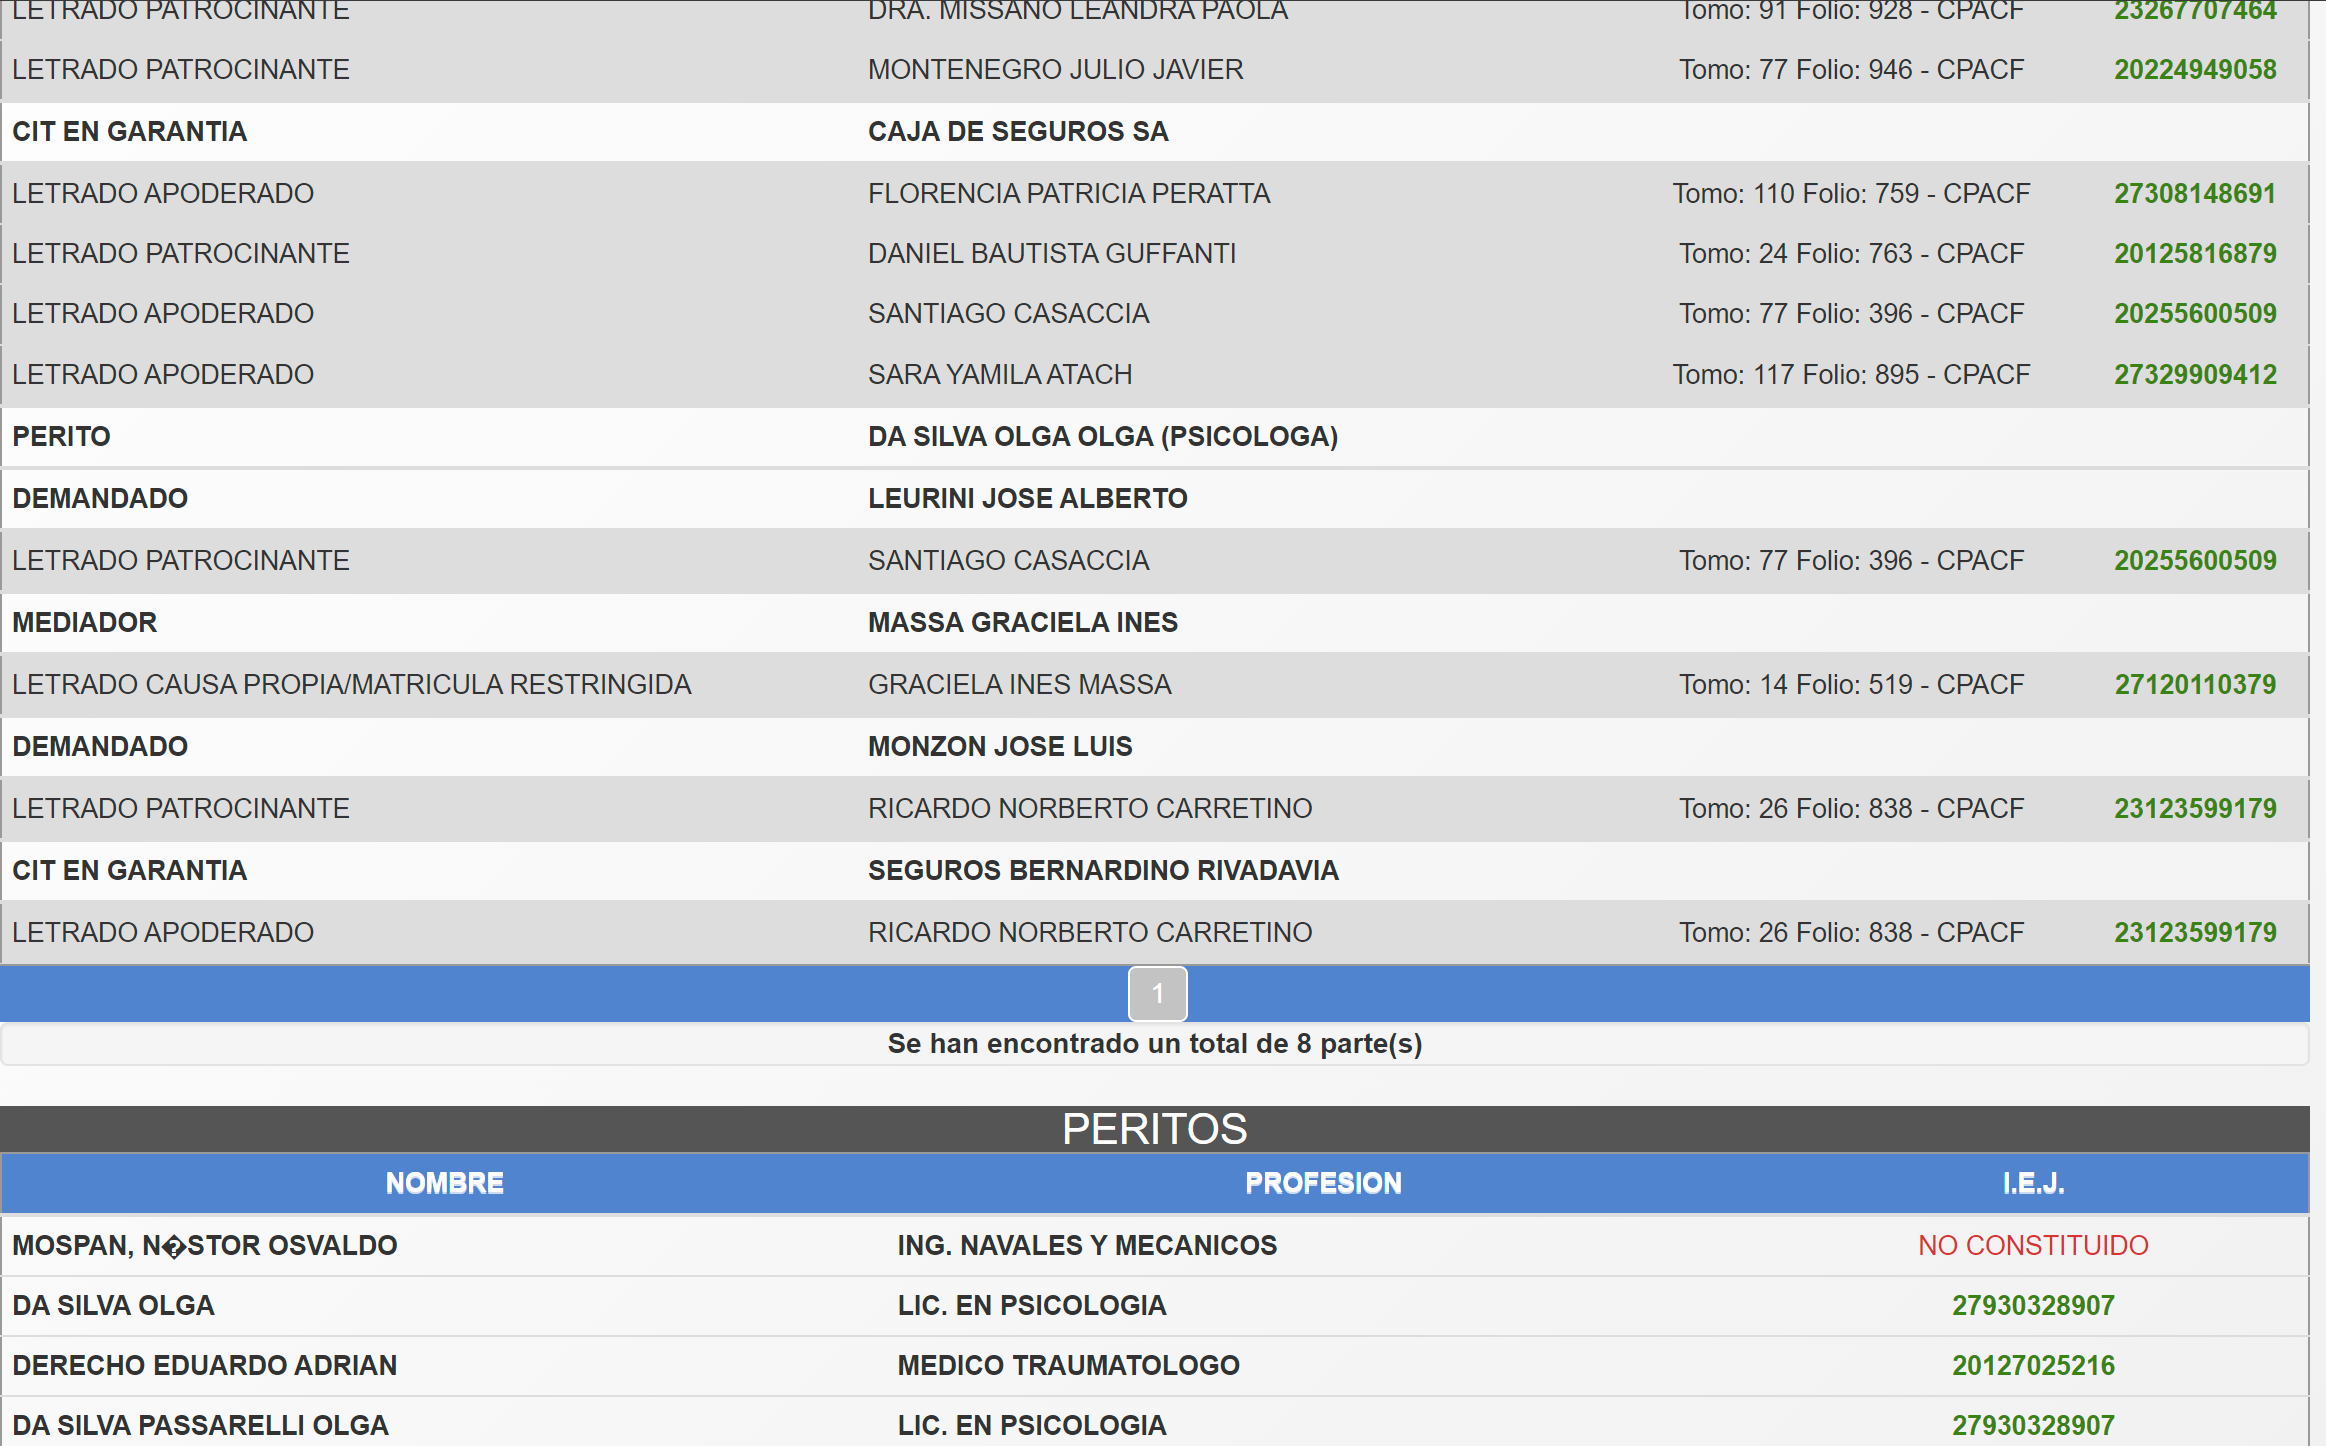 LETRADO PATROCINANTE DRA. MISSANO LEANDRA PAOLA Tomo: 91 Folio: 928 - CPACF 23267707464
LETRADO PATROCINANTE MONTENEGRO JULIO JAVIER Tomo: 77 Folio: 946 - CPACF 20224949058
CIT EN GARANTIA CAJA DE SEGUROS SA
LETRADO APODERADO FLORENCIA PATRICIA PERATTA Tomo: 110 Folio: 759 - CPACF 27308148691
LETRADO PATROCINANTE DANIEL BAUTISTA GUFFANTI Tomo: 24 Folio: 763 - CPACF 20125816879
LETRADO APODERADO SANTIAGO CASACCIA Tomo: 77 Folio: 396 - CPACF 20255600509
LETRADO APODERADO SARA YAMILA ATACH Tomo: 117 Folio: 895 - CPACF 27329909412
PERITO DA SILVA OLGA OLGA (PSICOLOGA)
DEMANDADO LEURINI JOSE ALBERTO
LETRADO PATROCINANTE SANTIAGO CASACCIA Tomo: 77 Folio: 396 - CPACF 20255600509
MEDIADOR MASSA GRACIELA INES
LETRADO CAUSA PROPIA/MATRICULA RESTRINGIDA GRACIELA INES MASSA Tomo: 14 Folio: 519 - CPACF 27120110379
DEMANDADO MONZON JOSE LUIS
LETRADO PATROCINANTE RICARDO NORBERTO CARRETINO Tomo: 26 Folio: 838 - CPACF 23123599179
CIT EN GARANTIA SEGUROS BERNARDINO RIVADAVIA
LETRADO APODERADO RICARDO NORBERTO CARRETINO Tomo: 26 Folio: 838 - CPACF 23123599179
1
Se han encontrado un total de 8 parte(s)
PERITOS
NOMBRE PROFESION I.E.J.
MOSPAN, N�STOR OSVALDO ING. NAVALES Y MECANICOS NO CONSTITUIDO
DA SILVA OLGA LIC. EN PSICOLOGIA 27930328907
DERECHO EDUARDO ADRIAN MEDICO TRAUMATOLOGO 20127025216
DA SILVA PASSARELLI OLGA LIC. EN PSICOLOGIA 27930328907